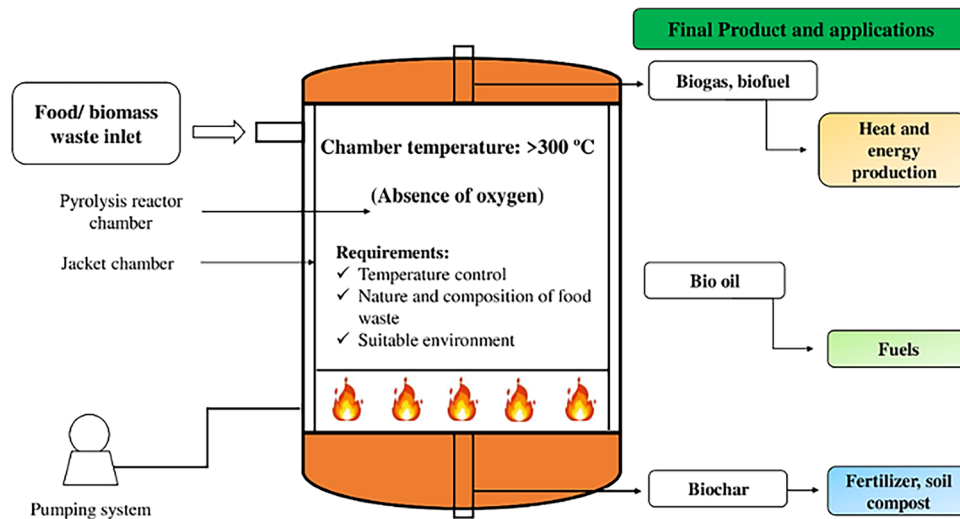 Final Product and applications
Food/ biomass
waste inlet
Biogas, biofuel
Heat and
energy
production
Chamber temperature: >300 ºC
(Absence of oxygen)
Pyrolysis reactor
chamber
Jacket chamber
Requirements:
✓ Temperature control
✓ Nature and composition of food
waste
✓ Suitable environment
Bio oil
Fuels
Pumping system
Biochar
Fertilizer, soil
compost